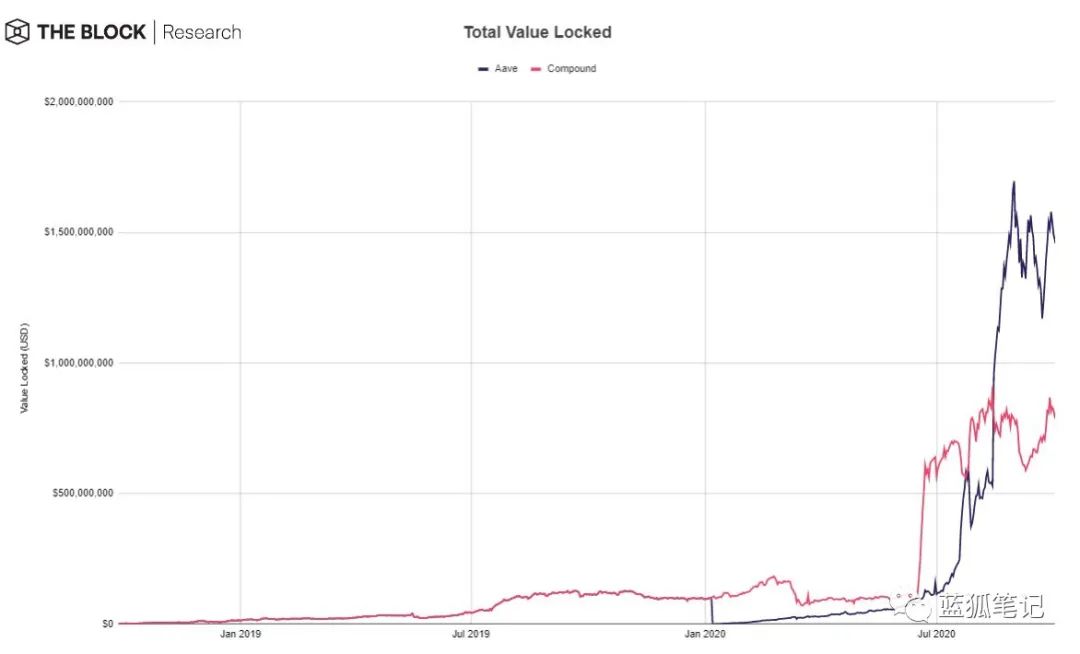 THE BLOCK | Research
Total Value Locked
Aave Compound
$2,000,000,000
$1,500,000,000
$1,000,000,000
$500,000,000
$0
Value Locked (USD)
Jan 2019 Jul 2019 Jan 2020 Jul 2020
蓝狐笔记